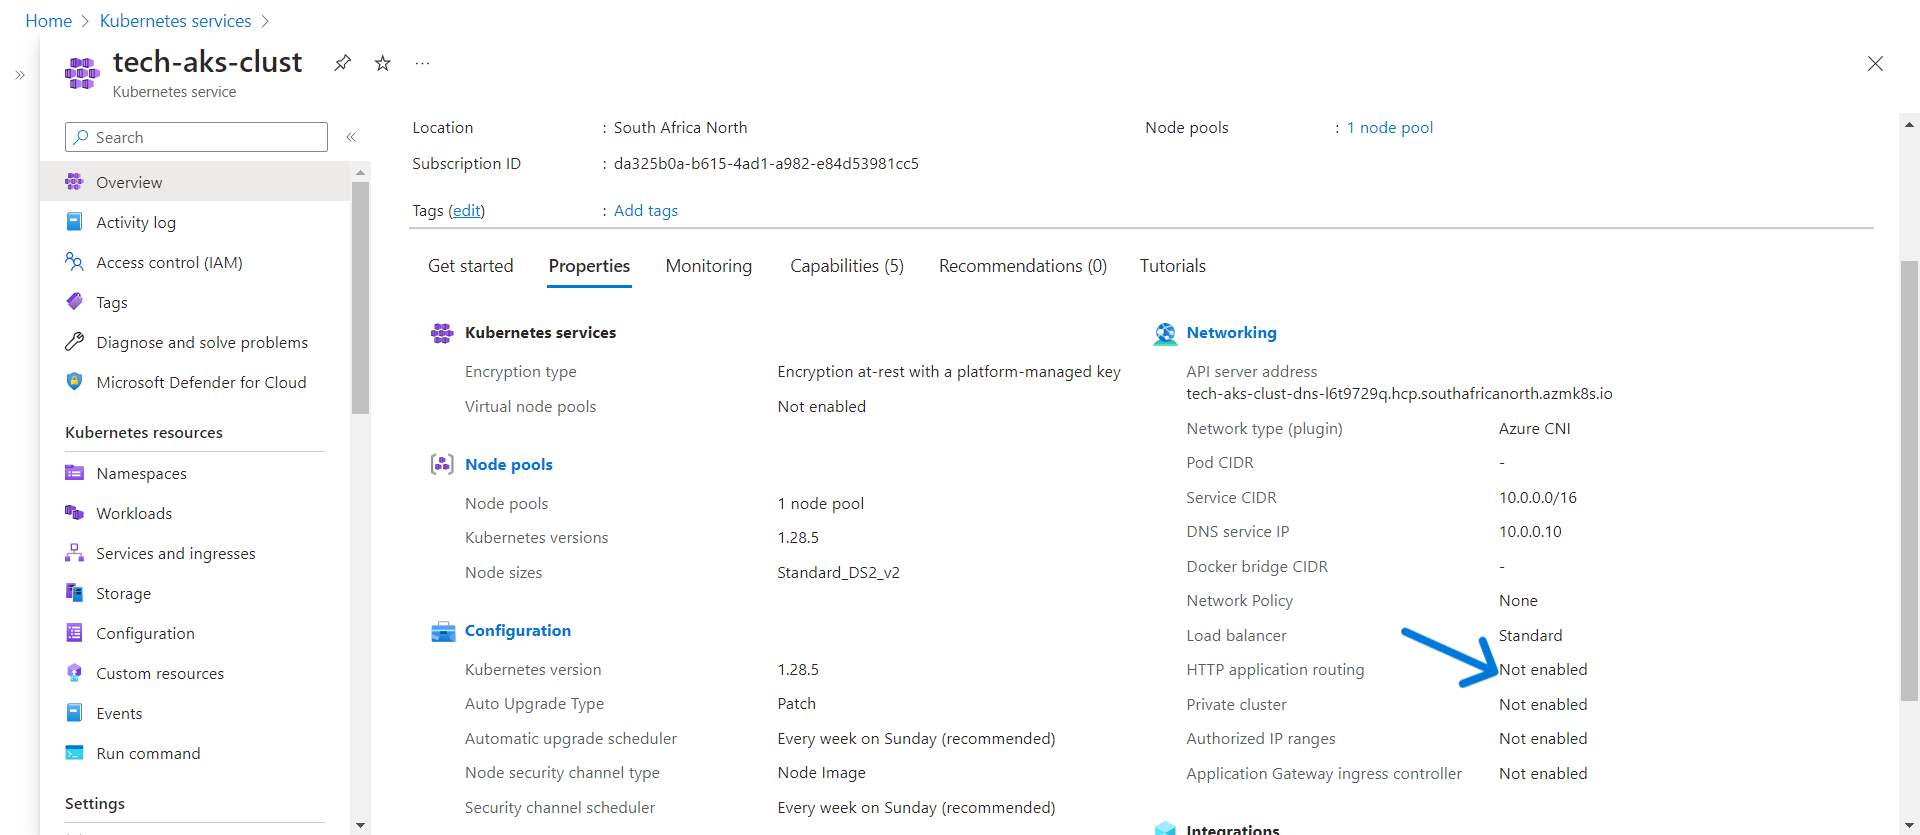 Home > Kubernetes services >
tech-aks-clust
Kubernetes service
Search
Overview
Activity log
Access control (IAM)
Tags
Diagnose and solve problems
Microsoft Defender for Cloud
Kubernetes resources
Namespaces
Workloads
Services and ingresses
Storage
Configuration
Custom resources
Events
Run command
Settings
Location : South Africa North
Subscription ID : da325b0a-b615-4ad1-a982-e84d53981cc5
Tags (edit) : Add tags
Node pools : 1 node pool
Get started Properties Monitoring Capabilities (5) Recommendations (0) Tutorials
Kubernetes services
Encryption type Encryption at-rest with a platform-managed key
Virtual node pools Not enabled
Node pools
Node pools 1 node pool
Kubernetes versions 1.28.5
Node sizes Standard_DS2_v2
Configuration
Kubernetes version 1.28.5
Auto Upgrade Type Patch
Automatic upgrade scheduler Every week on Sunday (recommended)
Node security channel type Node Image
Security channel scheduler Every week on Sunday (recommended)
Networking
API server address
tech-aks-clust-dns-l6t9729q.hcp.southafricanorth.azmk8s.io
Network type (plugin) Azure CNI
Pod CIDR -
Service CIDR 10.0.0.0/16
DNS service IP 10.0.0.10
Docker bridge CIDR -
Network Policy None
Load balancer Standard
HTTP application routing Not enabled
Private cluster Not enabled
Authorized IP ranges Not enabled
Application Gateway ingress controller Not enabled
Integrations